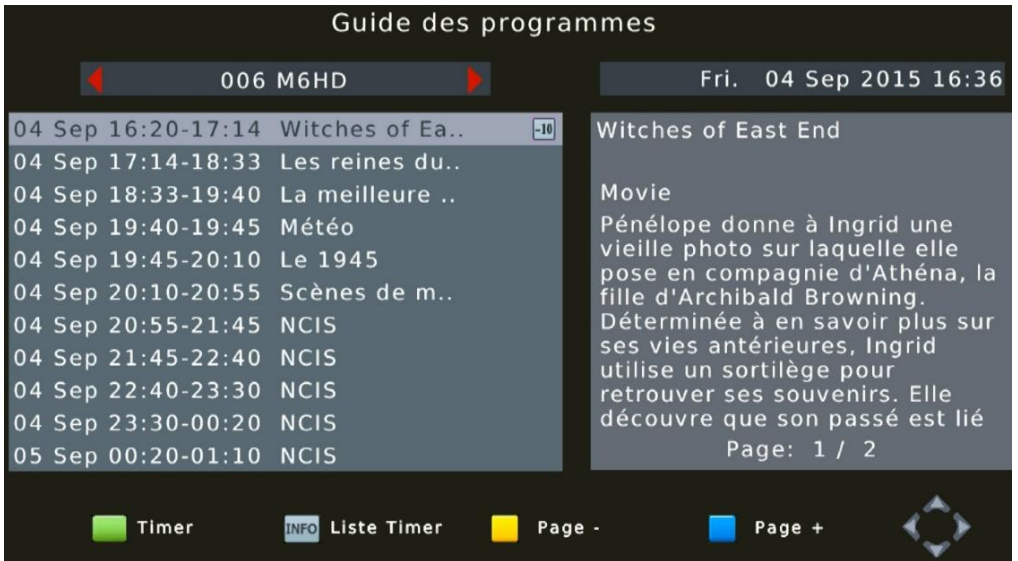 Guide des programmes
006 M6HD
Fri. 04 Sep 2015 16:36
04 Sep 16:20-17:14 Witches of Ea.. -10
04 Sep 17:14-18:33 Les reines du..
04 Sep 18:33-19:40 La meilleure ..
04 Sep 19:40-19:45 Météo
04 Sep 19:45-20:10 Le 1945
04 Sep 20:10-20:55 Scènes de m..
04 Sep 20:55-21:45 NCIS
04 Sep 21:45-22:40 NCIS
04 Sep 22:40-23:30 NCIS
04 Sep 23:30-00:20 NCIS
05 Sep 00:20-01:10 NCIS
Witches of East End
Movie
Pénélope donne à Ingrid une
vieille photo sur laquelle elle
pose en compagnie d'Athéna, la
fille d'Archibald Browning.
Déterminée à en savoir plus sur
ses vies antérieures, Ingrid
utilise un sortilège pour
retrouver ses souvenirs. Elle
découvre que son passé est lié
Page: 1 / 2
Timer
INFO Liste Timer
Page -
Page +